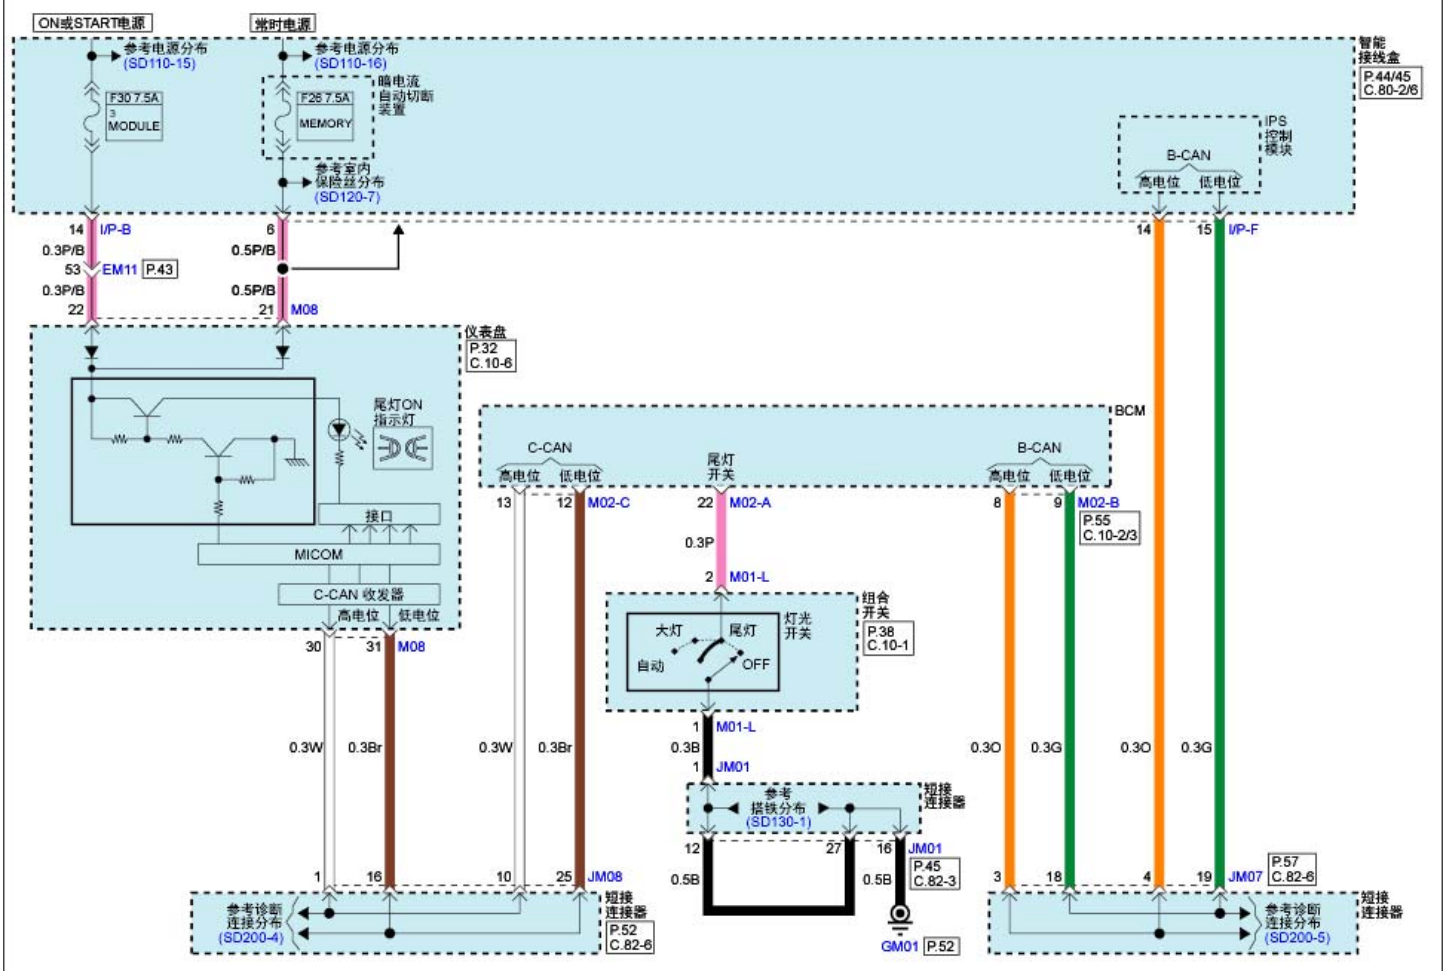 ON或START电源
常时电源
参考电源分布
(SD110-15)
参考电源分布
(SD110-16)
智能
接线盒
P.44/45
C.80-2/6
F30 7.5A
3
MODULE
F26 7.5A
MEMORY
暗电流
自动切断
装置
参考室内
保险丝分布
(SD120-7)
IPS
控制
模块
B-CAN
高电位
低电位
14
I/P-B
6
14
15
I/P-F
0.3P/B
0.5P/B
53
EM11
P.43
0.3P/B
0.5P/B
22
21
M08
仪表盘
P.32
C.10-6
尾灯ON
指示灯
接口
MICOM
C-CAN 收发器
高电位
低电位
30
31
M08
BCM
C-CAN
高电位
低电位
尾灯
开关
B-CAN
高电位
低电位
13
12
M02-C
22
M02-A
8
9
M02-B
P.55
C.10-2/3
0.3P
2
M01-L
组合
开关
P.38
C.10-1
灯光
开关
大灯
尾灯
自动
OFF
1
M01-L
0.3W
0.3Br
0.3W
0.3Br
0.3B
0.3O
0.3G
0.3O
0.3G
1
JM01
参考
搭铁分布
(SD130-1)
短接
连接器
12
27
16
JM01
P.45
C.82-3
0.5B
0.5B
GM01
P.52
1
16
10
25
JM08
参考诊断
连接分布
(SD200-4)
短接
连接器
P.52
C.82-6
3
18
4
19
JM07
P.57
C.82-6
参考诊断
连接分布
(SD200-5)
短接
连接器